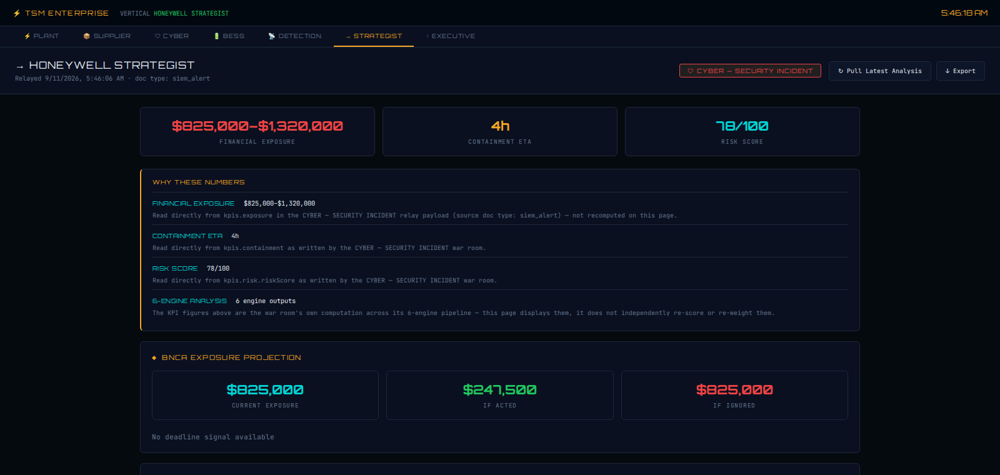 ⚡ TSM ENTERPRISE VERTICAL HONEYWELL STRATEGIST 5:46:18 AM
⚡ PLANT 📦 SUPPLIER 🛡 CYBER 🔋 BESS 📡 DETECTION → STRATEGIST ↑ EXECUTIVE
→ HONEYWELL STRATEGIST
Relayed 9/11/2026, 5:46:06 AM · doc type: siem_alert
🛡 CYBER — SECURITY INCIDENT ↻ Pull Latest Analysis ↓ Export
$825,000–$1,320,000
FINANCIAL EXPOSURE
4h
CONTAINMENT ETA
78/100
RISK SCORE
WHY THESE NUMBERS
FINANCIAL EXPOSURE $825,000–$1,320,000
Read directly from kpis.exposure in the CYBER — SECURITY INCIDENT relay payload (source doc type: siem_alert) — not recomputed on this page.
CONTAINMENT ETA 4h
Read directly from kpis.containment as written by the CYBER — SECURITY INCIDENT war room.
RISK SCORE 78/100
Read directly from kpis.risk.riskScore as written by the CYBER — SECURITY INCIDENT war room.
6-ENGINE ANALYSIS 6 engine outputs
The KPI figures above are the war room's own computation across its 6-engine pipeline — this page displays them, it does not independently re-score or re-weight them.
◆ BNCA EXPOSURE PROJECTION
$825,000
CURRENT EXPOSURE
$247,500
IF ACTED
$825,000
IF IGNORED
No deadline signal available